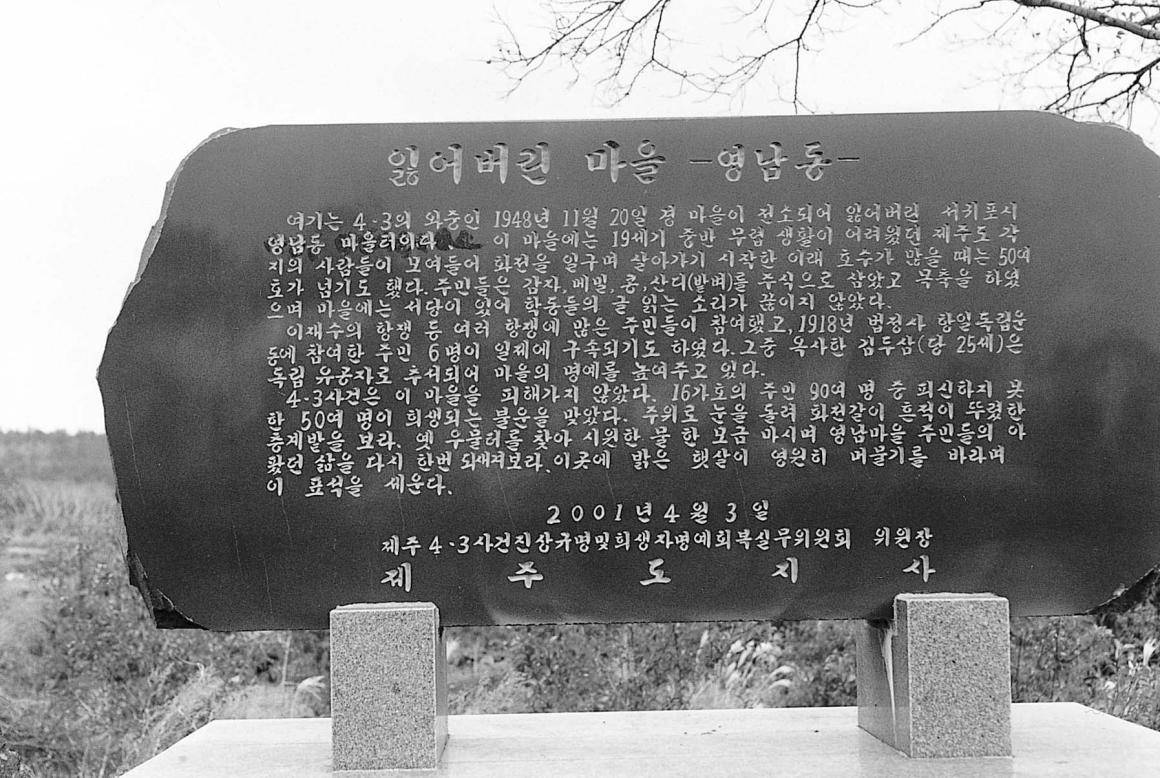 잃어버린 마을 -영남동-
여기는 4·3의 와중인 1948년 11월 20일 경 마을이 전소되어 잃어버린 서귀포시
영남동 마을터이다. 이 마을에는 19세기 중반 무렵 생활이 어려웠던 제주도 각
지의 사람들이 모여들어 화전을 일구며 살아가기 시작한 이래 호수가 많을 때는 50여
호가 넘기도 했다. 주민들은 감자, 메밀, 콩, 산디(밭벼)를 주식으로 삼았고 목축을 하였
으며 마을에는 서당이 있어 학동들의 글 읽는 소리가 끊이지 않았다.
이재수의 항쟁 등 여러 항쟁에 많은 주민들이 참여했고, 1918년 법정사 항일독립운
동에 참여한 주민 6명이 일제에 구속되기도 하였다. 그중 옥사한 김두삼(당 25세)은
독립 유공자로 추서되어 마을의 명예를 높여주고 있다.
4·3사건은 이 마을을 피해가지 않았다. 16가호의 주민 90여 명 중 피신하지 못
한 50여 명이 희생되는 불운을 맞았다. 주위로 눈을 돌려 화전갈이 흔적이 뚜렷한
층계밭을 보라. 옛 우물터를 찾아 시원한 물 한 모금 마시며 영남마을 주민들의 아
팠던 삶을 다시 한번 되새겨보라. 이곳에 밝은 햇살이 영원히 머물기를 바라며
이 표석을 세운다.
2001년 4월 3일
제주 4·3사건진상규명및희생자명예회복실무위원회 위원장
제주도지사